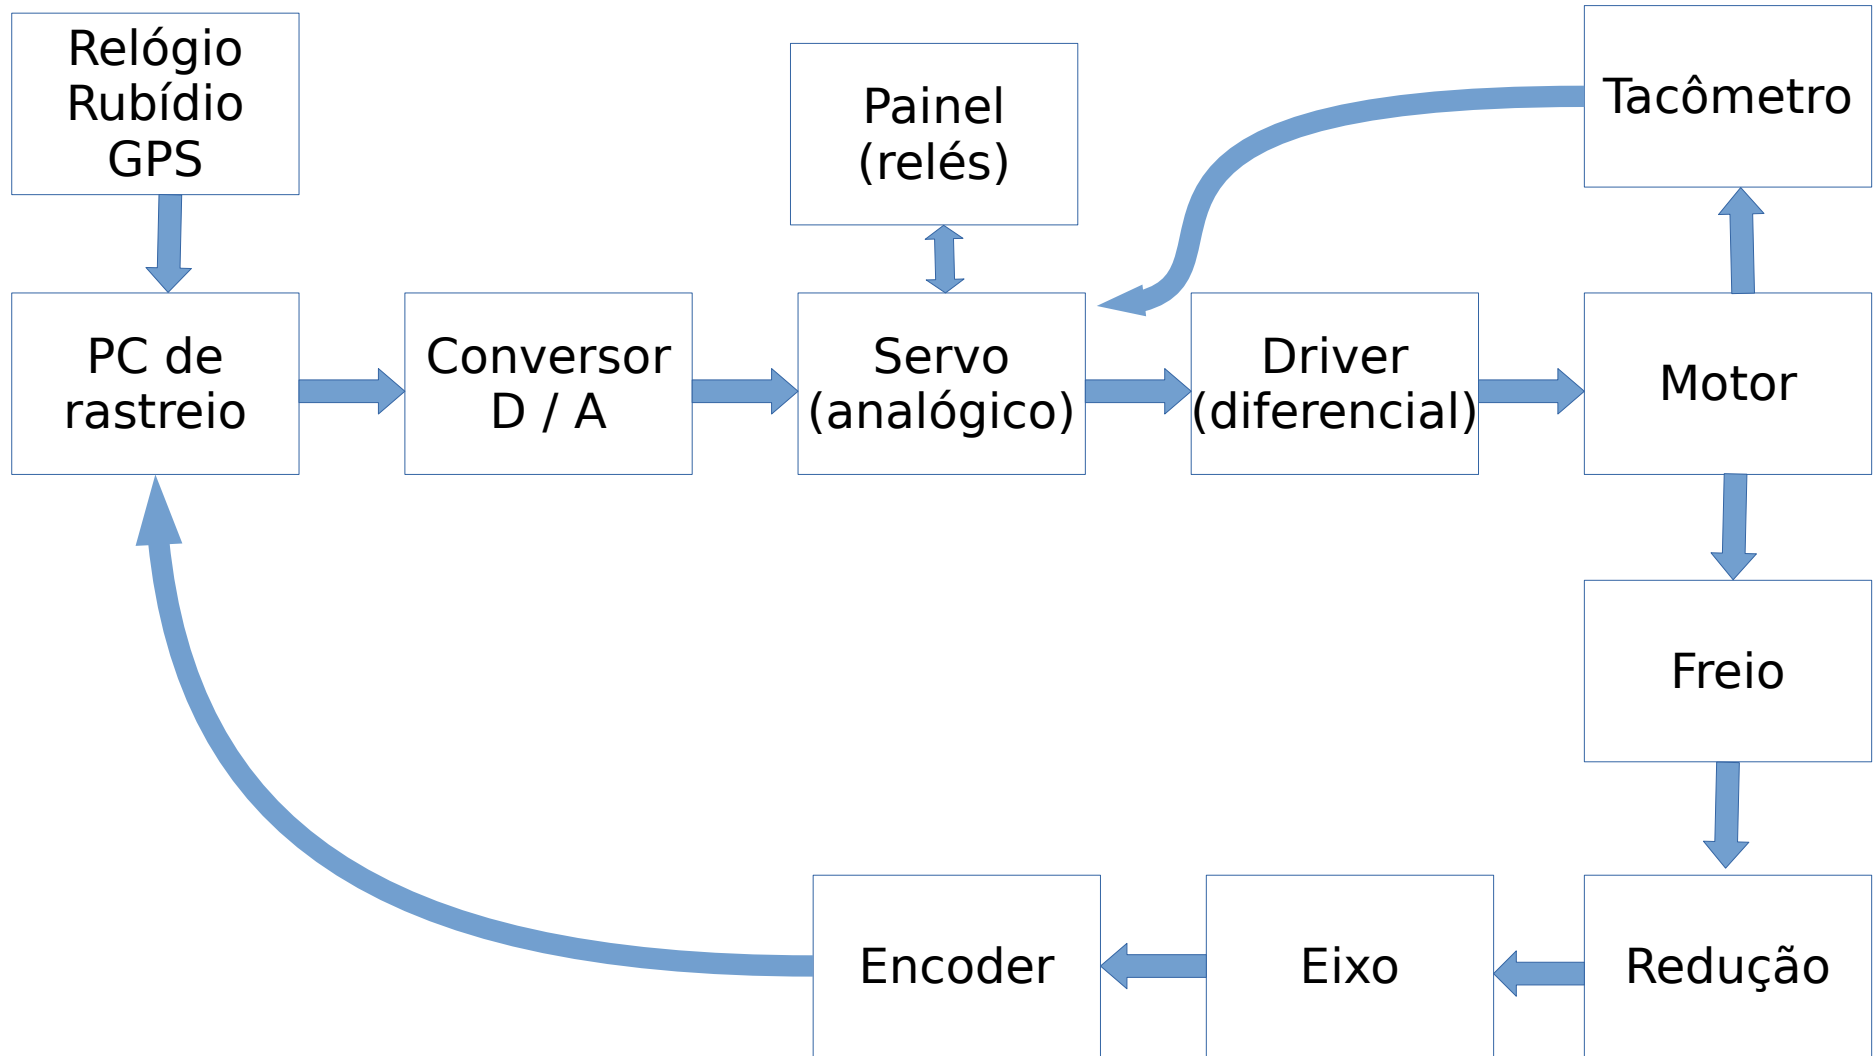 Relógio
Rubídio
GPS
Painel
(relés)
Tacômetro
PC de
rastreio
Conversor
D / A
Servo
(analógico)
Driver
(diferencial)
Motor
Freio
Encoder
Eixo
Redução